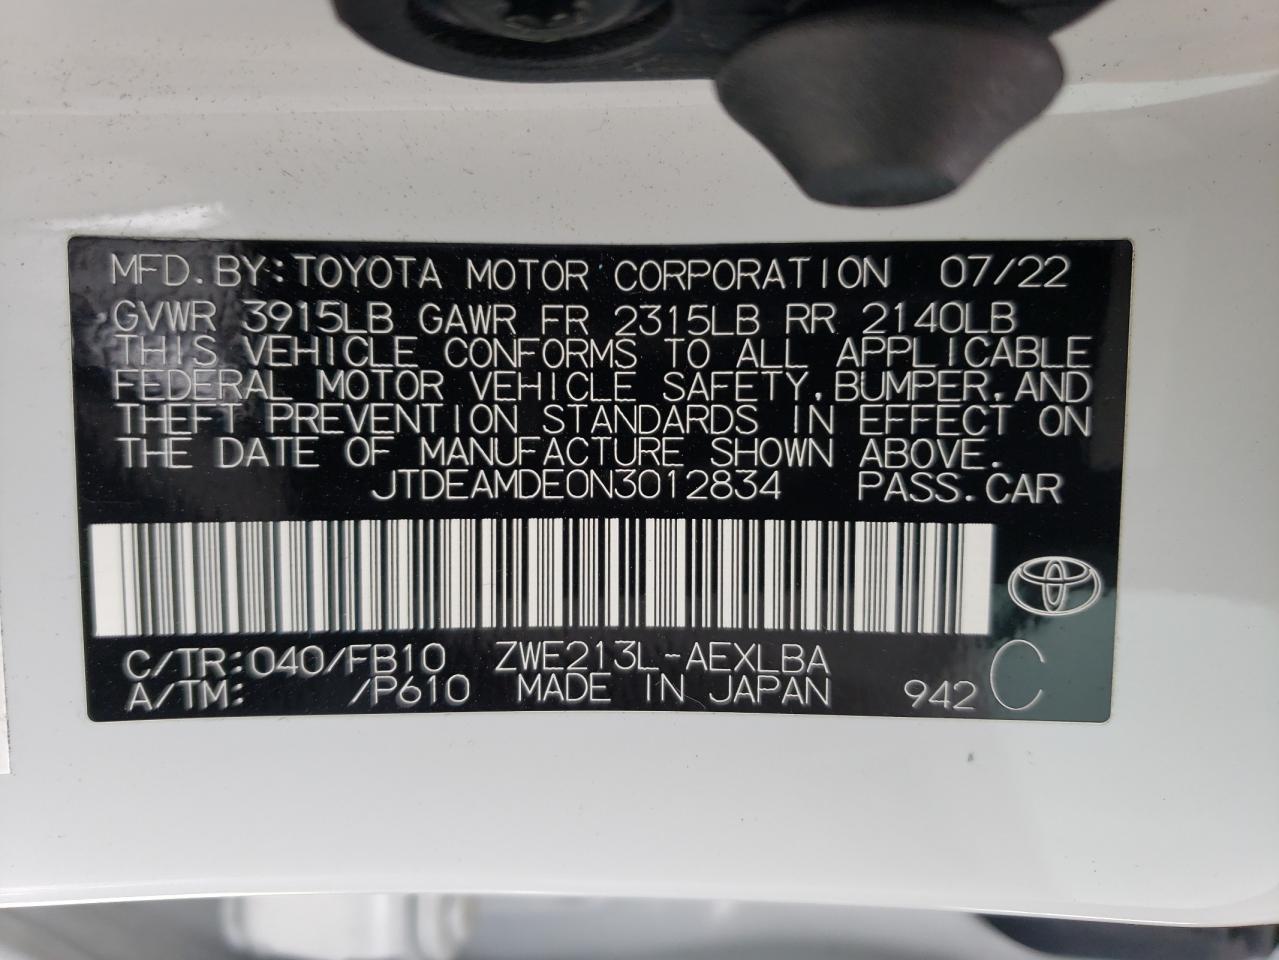 MFD. BY: TOYOTA MOTOR CORPORATION 07/22
GVWR 3915LB GAWR FR 2315LB RR 2140LB
THIS VEHICLE CONFORMS TO ALL APPLICABLE
FEDERAL MOTOR VEHICLE SAFETY, BUMPER, AND
THEFT PREVENTION STANDARDS IN EFFECT ON
THE DATE OF MANUFACTURE SHOWN ABOVE.
JTDEAMDE0N3012834 PASS. CAR
C/TR: 040/FB10 ZWE213L-AEXLBA C
A/TM: /P610 MADE IN JAPAN 942